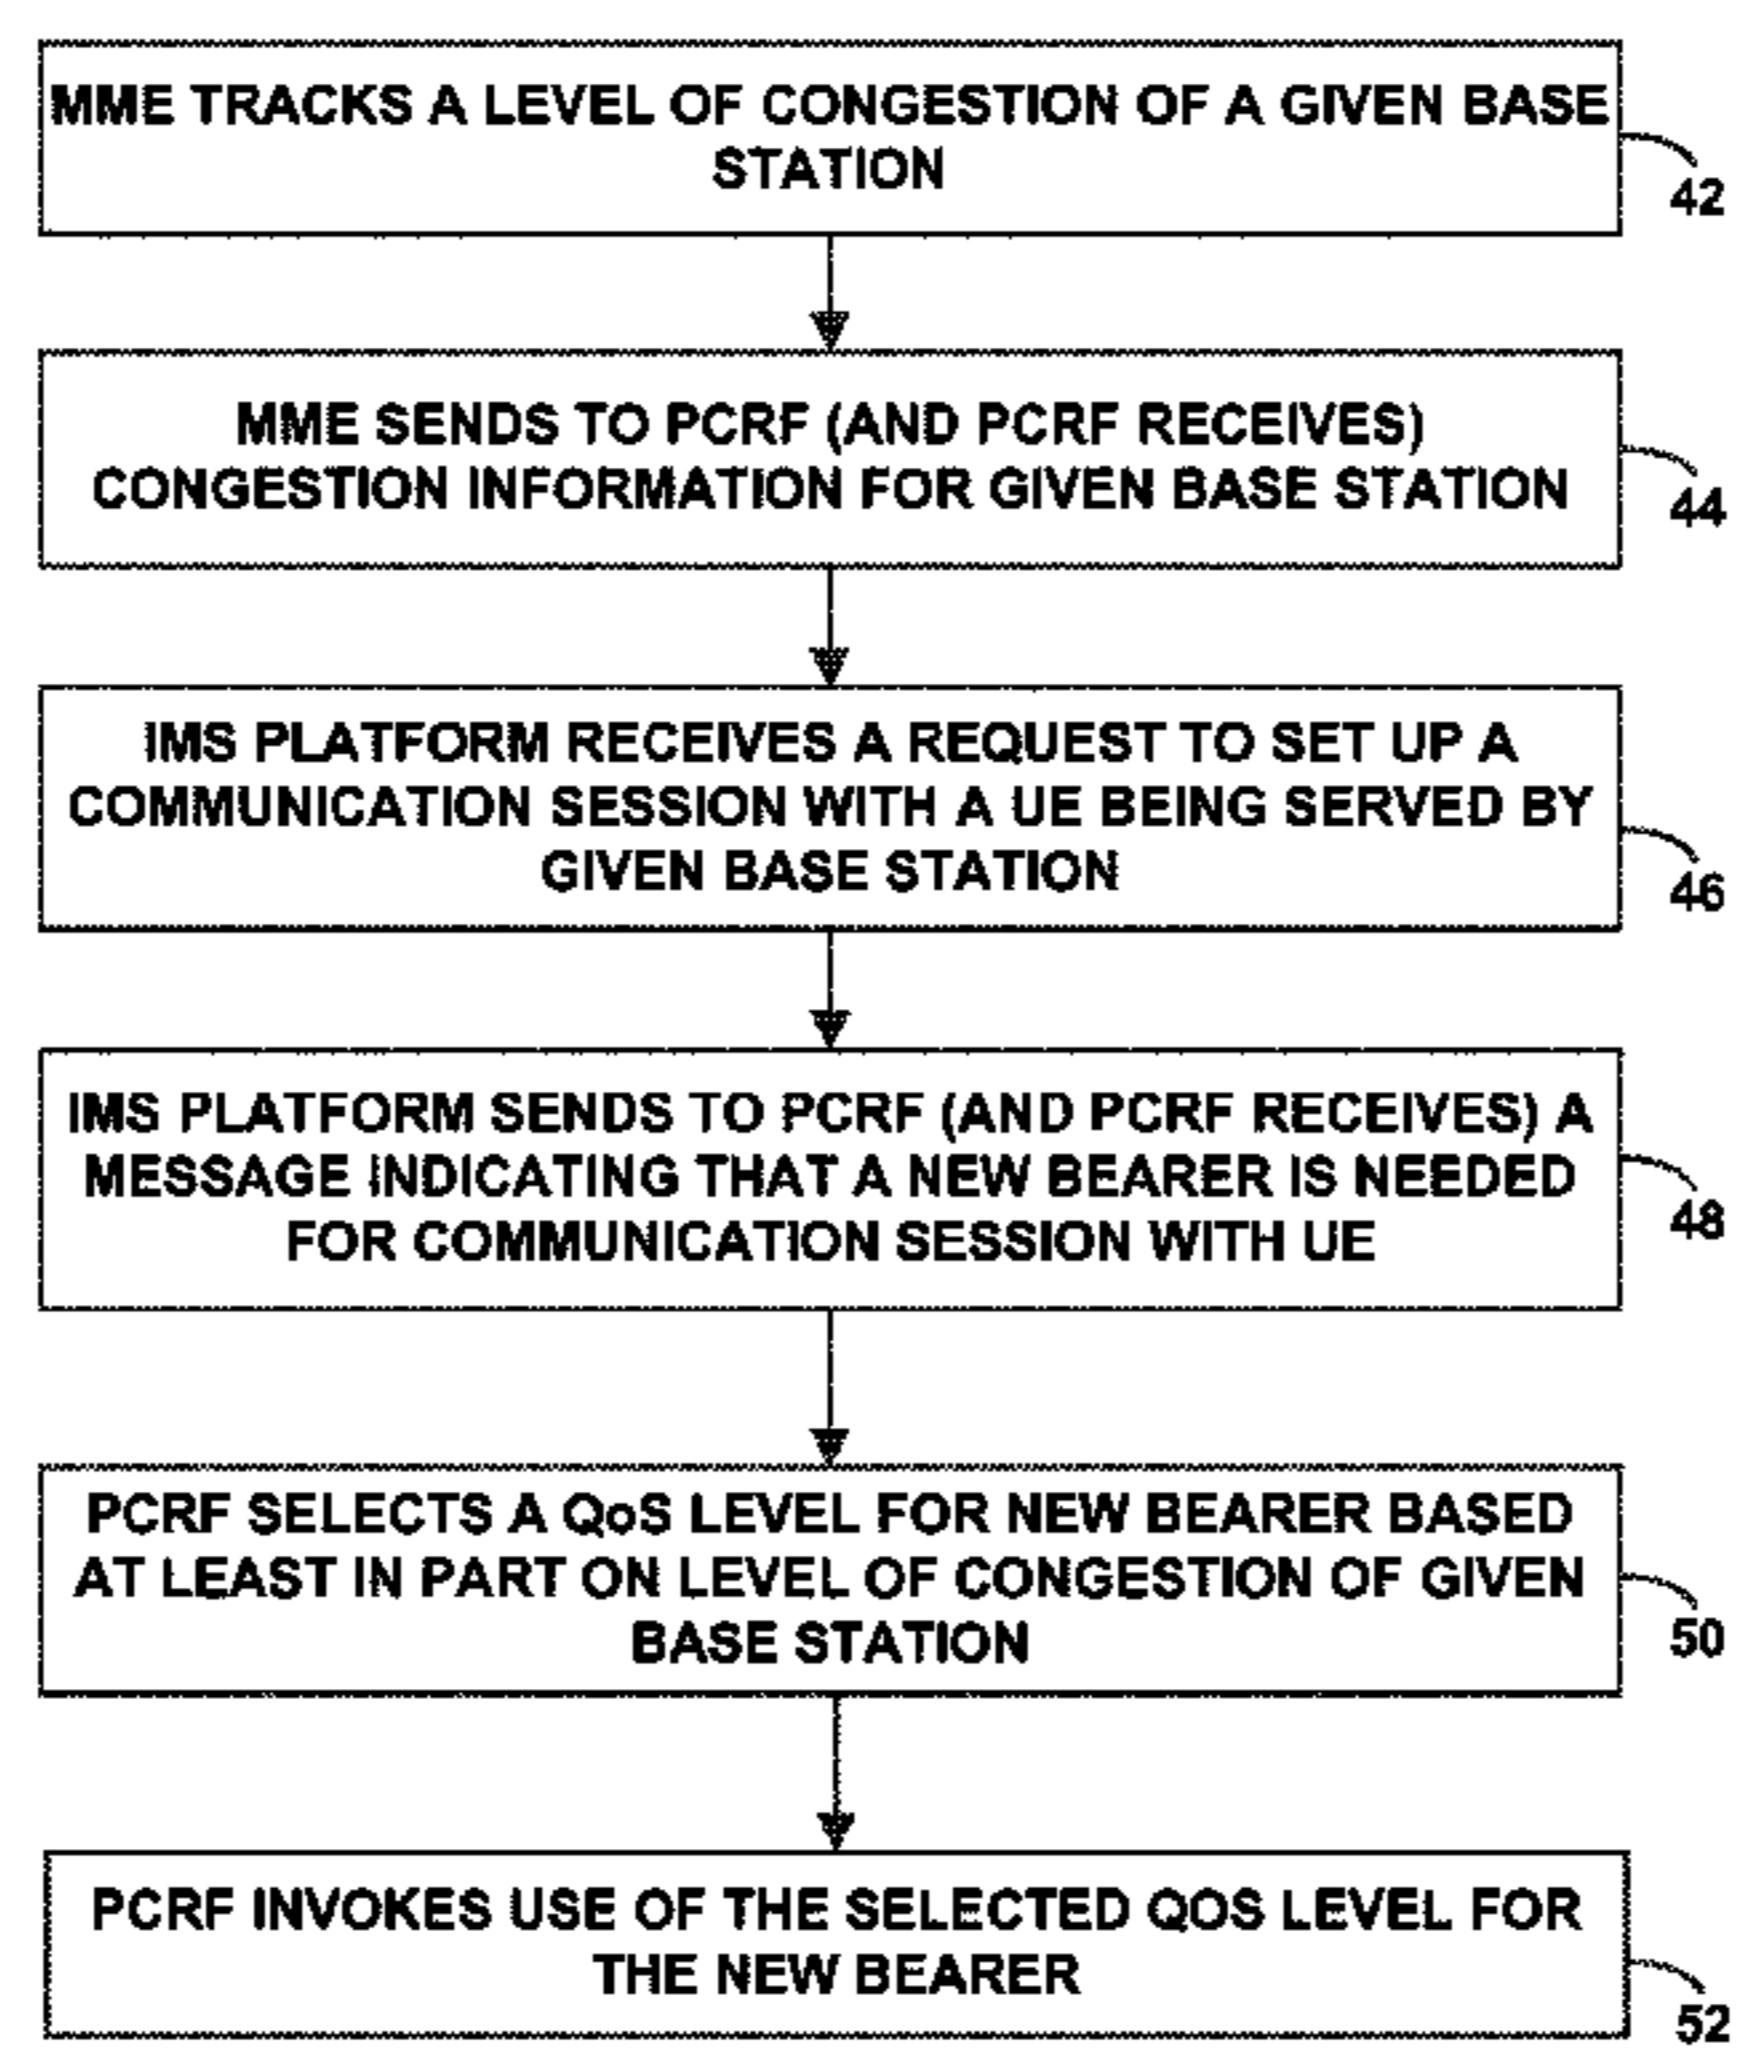 MME TRACKS A LEVEL OF CONGESTION OF A GIVEN BASE
STATION
42
MME SENDS TO PCRF (AND PCRF RECEIVES)
CONGESTION INFORMATION FOR GIVEN BASE STATION
44
IMS PLATFORM RECEIVES A REQUEST TO SET UP A
COMMUNICATION SESSION WITH A UE BEING SERVED BY
GIVEN BASE STATION
46
IMS PLATFORM SENDS TO PCRF (AND PCRF RECEIVES) A
MESSAGE INDICATING THAT A NEW BEARER IS NEEDED
FOR COMMUNICATION SESSION WITH UE
48
PCRF SELECTS A QoS LEVEL FOR NEW BEARER BASED
AT LEAST IN PART ON LEVEL OF CONGESTION OF GIVEN
BASE STATION
50
PCRF INVOKES USE OF THE SELECTED QOS LEVEL FOR
THE NEW BEARER
52